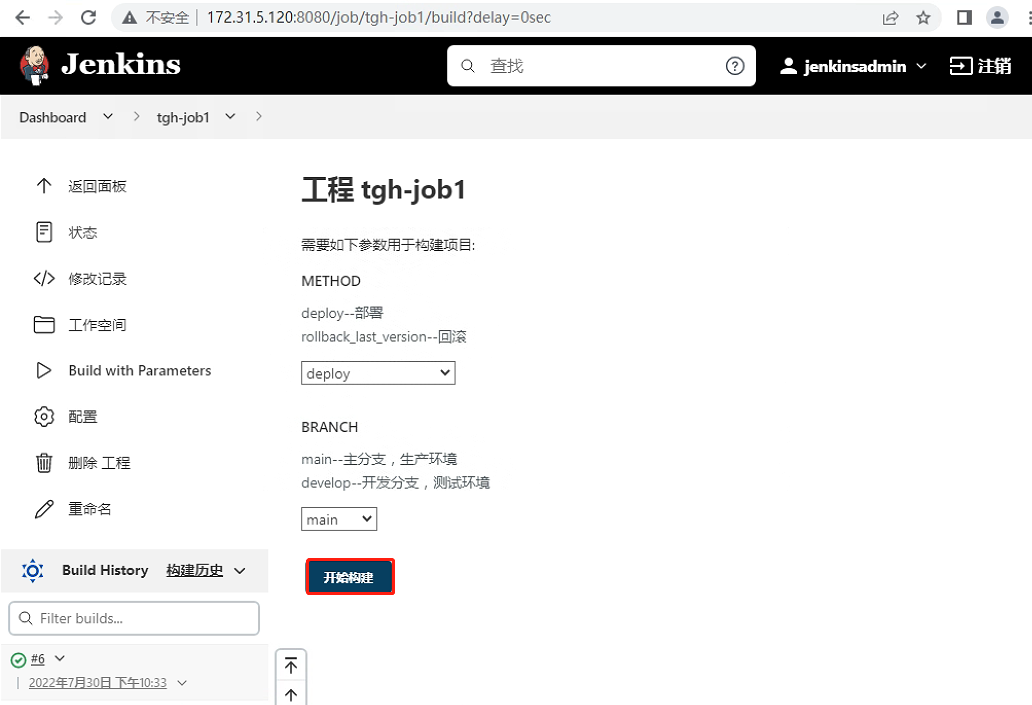 不安全 172.31.5.120:8080/job/tgh-job1/build?delay=0sec
Jenkins
查找
jenkinsadmin
注销
Dashboard
tgh-job1
返回面板
状态
修改记录
工作空间
Build with Parameters
配置
删除 工程
重命名
Build History 构建历史
Filter builds...
#6
2022年7月30日 下午10:33
工程 tgh-job1
需要如下参数用于构建项目:
METHOD
deploy--部署
rollback_last_version--回滚
deploy
BRANCH
main--主分支，生产环境
develop--开发分支，测试环境
main
开始构建